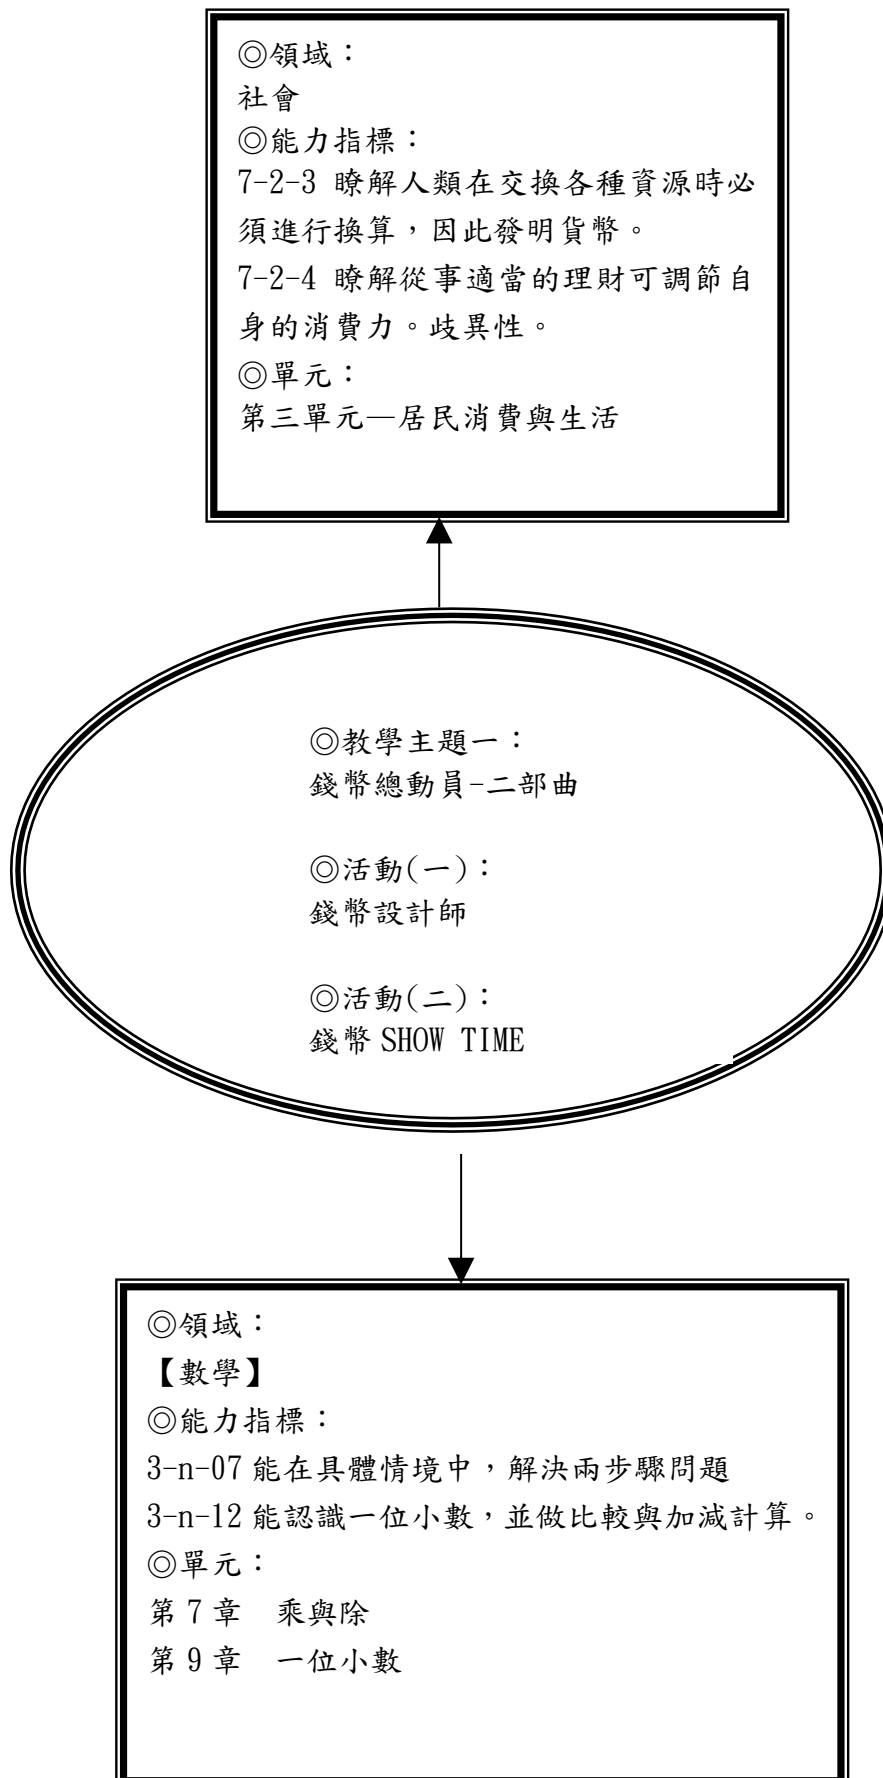 ◎領域：
社會
◎能力指標：
7-2-3 瞭解人類在交換各種資源時必
須進行換算，因此發明貨幣。
7-2-4 瞭解從事適當的理財可調節自
身的消費力。歧異性。
◎單元：
第三單元—居民消費與生活
◎教學主題一：
錢幣總動員-二部曲
◎活動(一)：
錢幣設計師
◎活動(二)：
錢幣 SHOW TIME
◎領域：
【數學】
◎能力指標：
3-n-07 能在具體情境中，解決兩步驟問題
3-n-12 能認識一位小數，並做比較與加減計算。
◎單元：
第 7 章　乘與除
第 9 章　一位小數